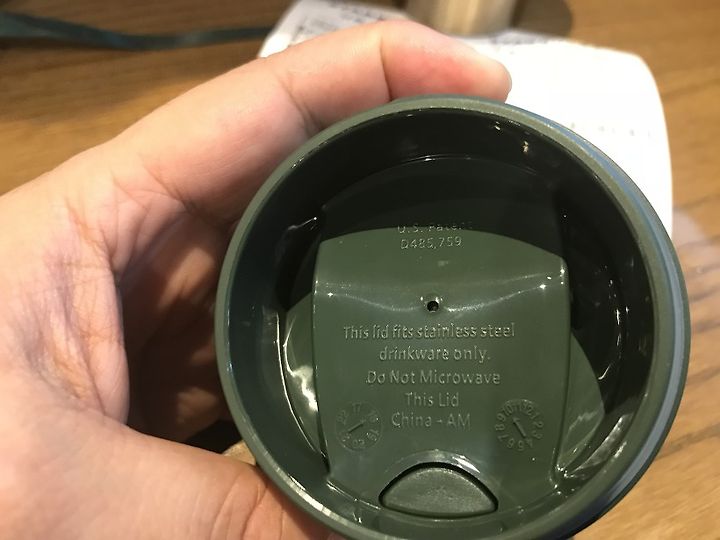 U.S. Patent
D485,759
This lid fits stainless steel
drinkware only.
Do Not Microwave
This Lid
China - AM